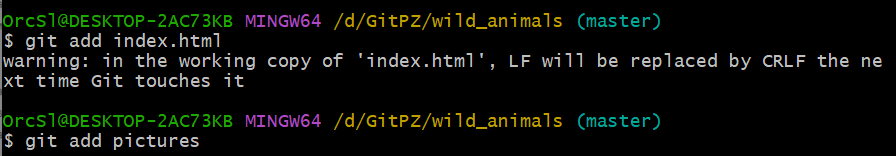 OrcSl@DESKTOP-2AC73KB MINGW64 /d/GitPZ/wild_animals (master)
$ git add index.html
warning: in the working copy of 'index.html', LF will be replaced by CRLF the ne
xt time Git touches it
OrcSl@DESKTOP-2AC73KB MINGW64 /d/GitPZ/wild_animals (master)
$ git add pictures